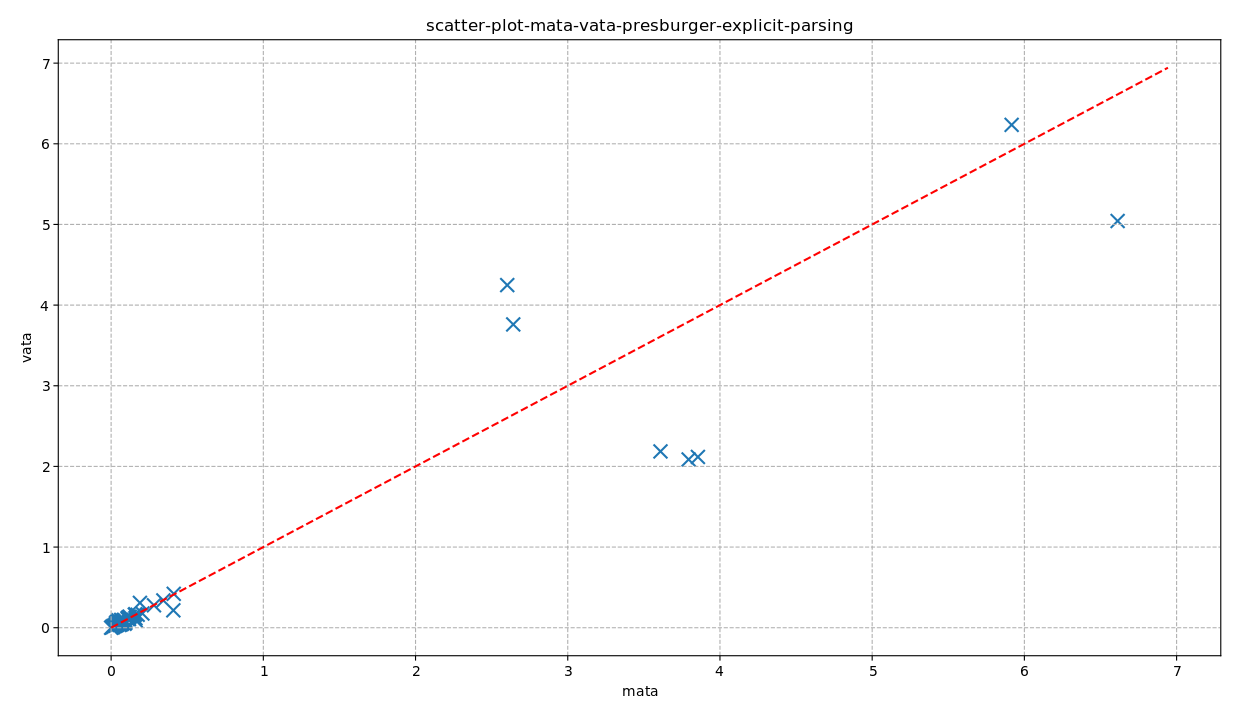 scatter-plot-mata-vata-presburger-explicit-parsing
7
6
5
4
3
2
1
0
vata
0 1 2 3 4 5 6 7
mata